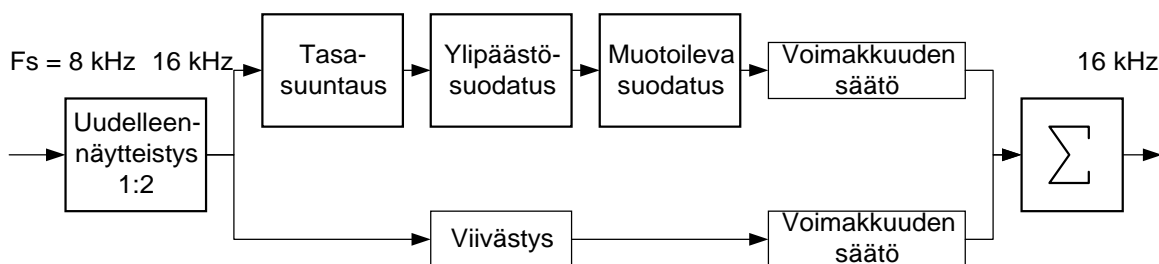 Fs = 8 kHz 16 kHz
Uudelleen-
näytteistys
1:2
Tasa-
suuntaus
Ylipäästö-
suodatus
Muotoileva
suodatus
Voimakkuuden
säätö
Viivästys
Voimakkuuden
säätö
16 kHz
Σ